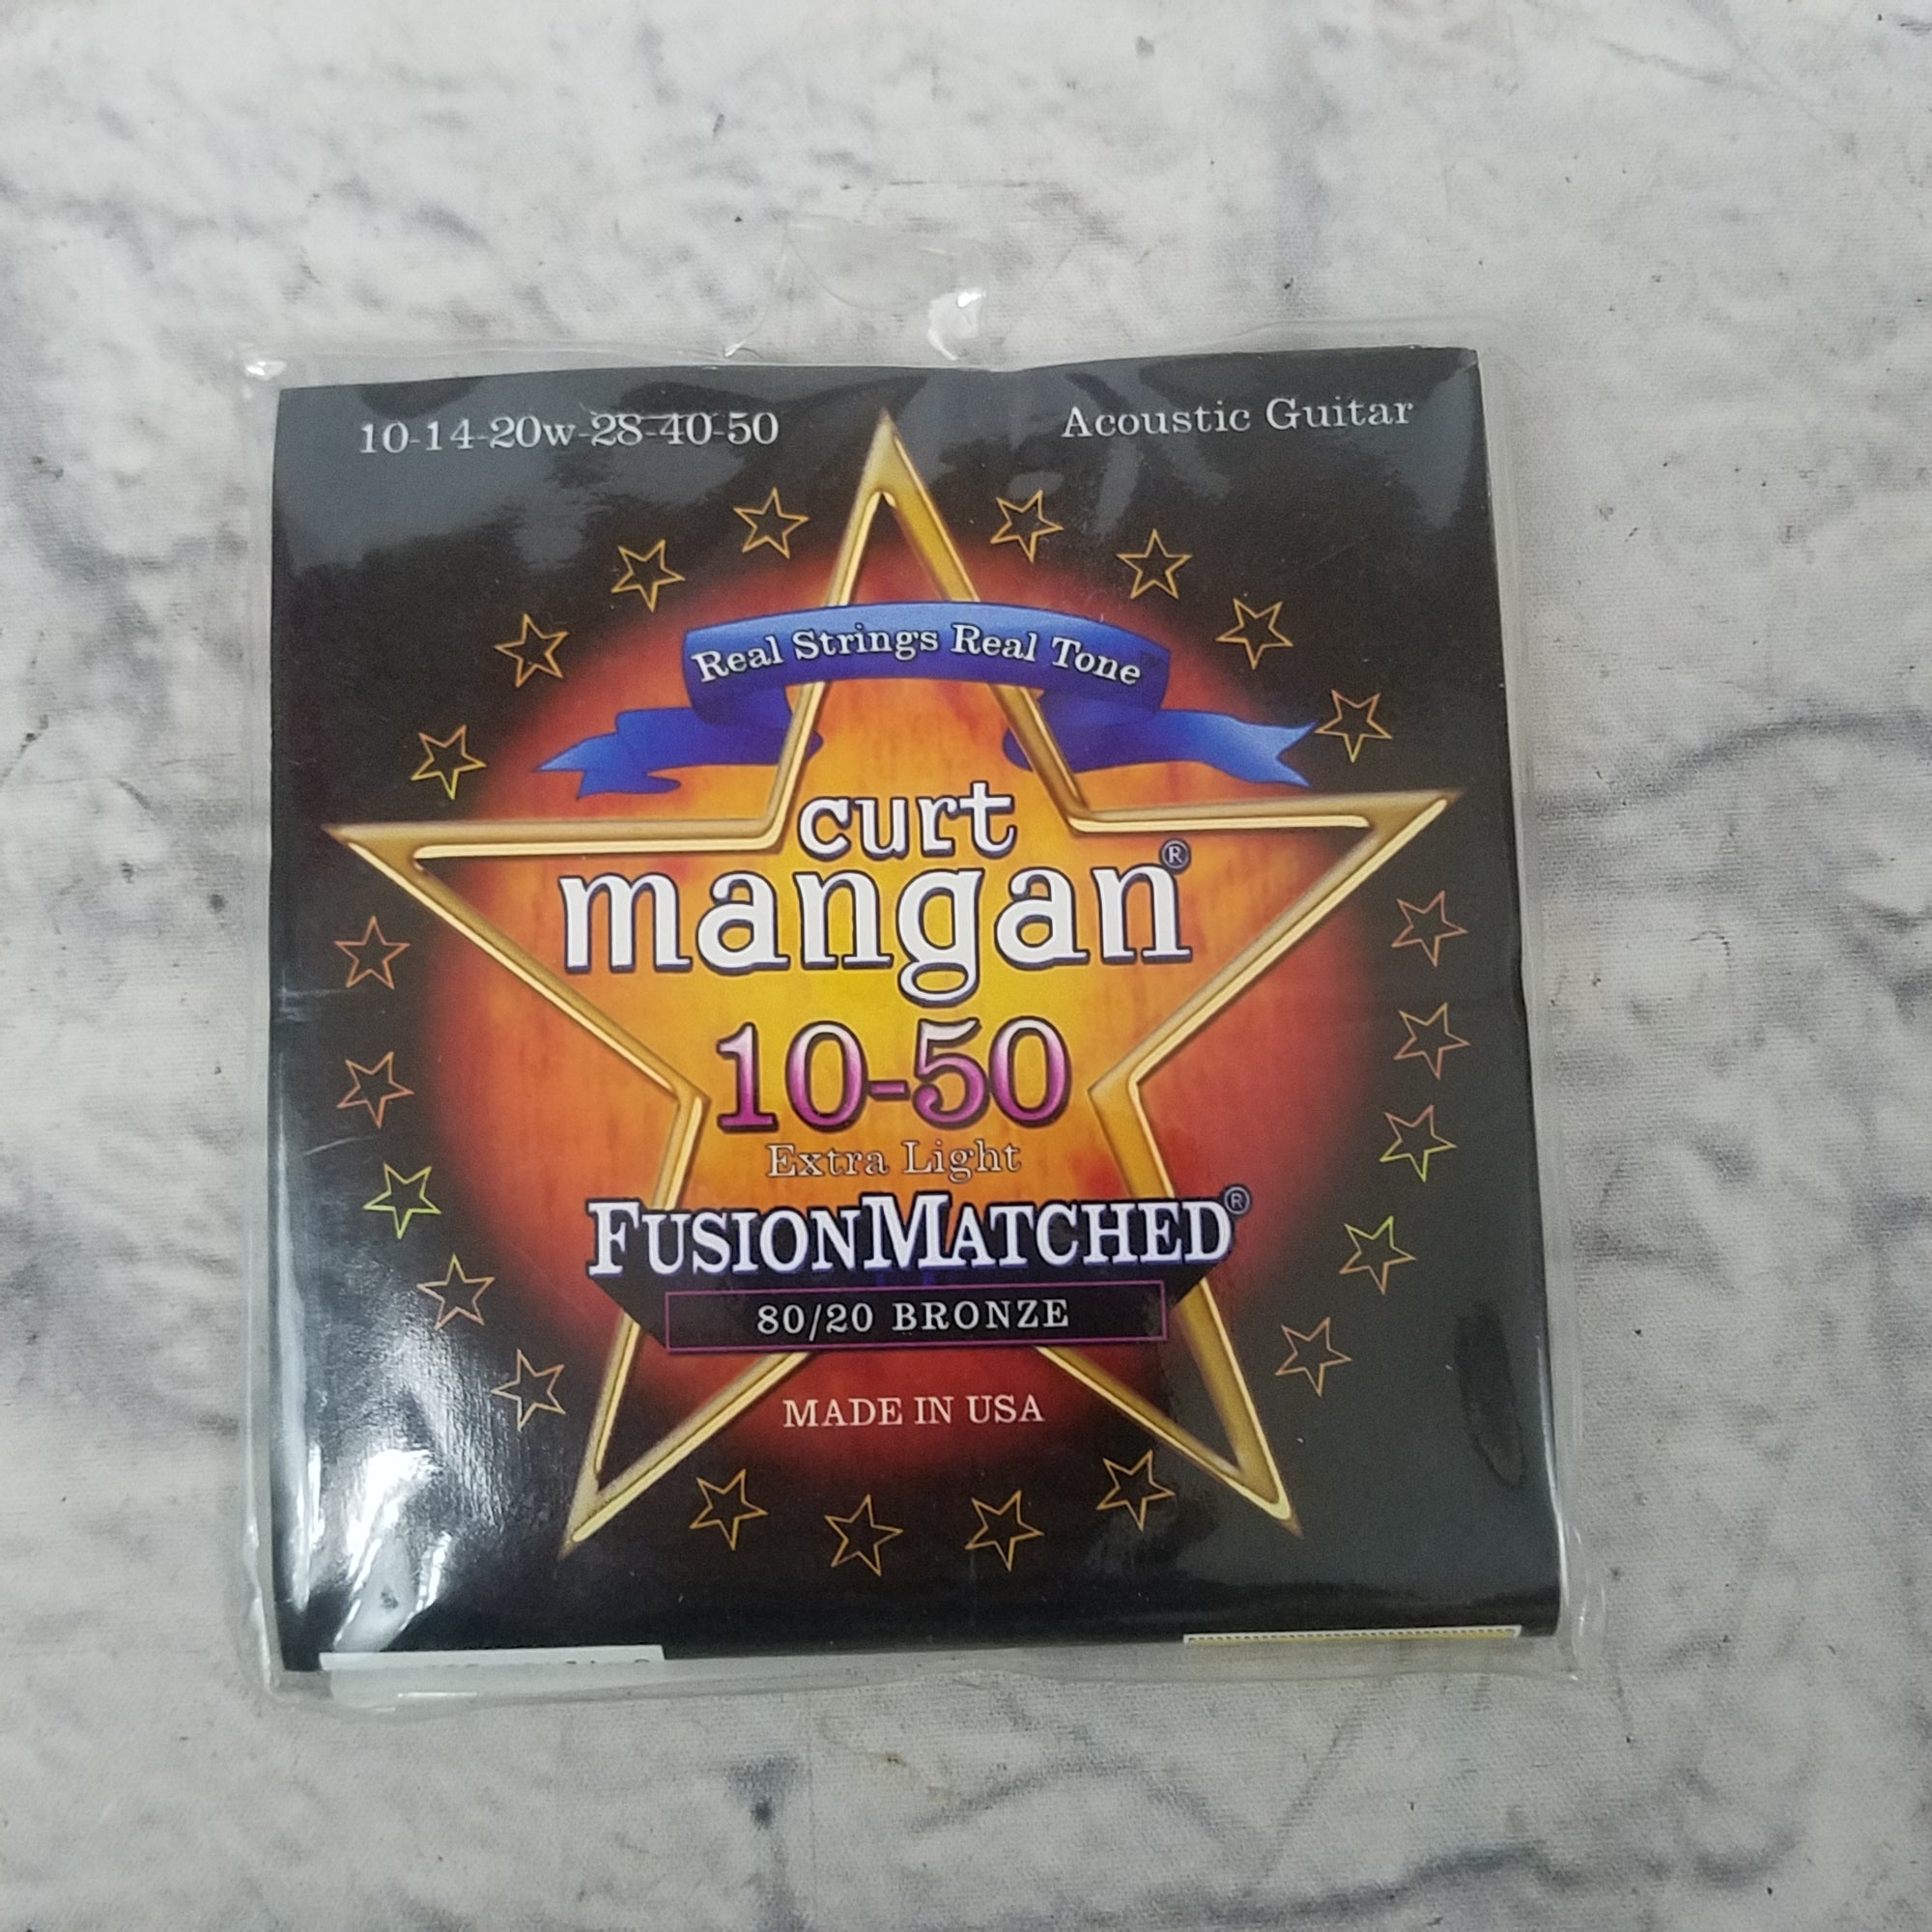 10-14-20w-28-40-50
Acoustic Guitar
Real Strings Real Tone™
curt
mangan®
10-50
Extra Light
FUSIONMATCHED®
80/20 BRONZE
MADE IN USA